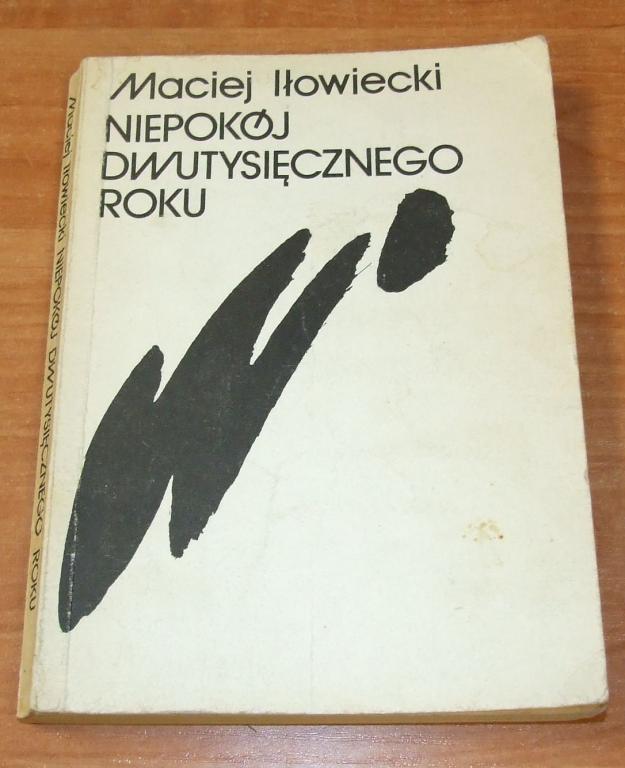 Maciej Iłowiecki
NIEPOKÓJ
DWUTYSIĘCZNEGO
ROKU
Maciej Iłowiecki NIEPOKÓJ DWUTYSIĘCZNEGO ROKU